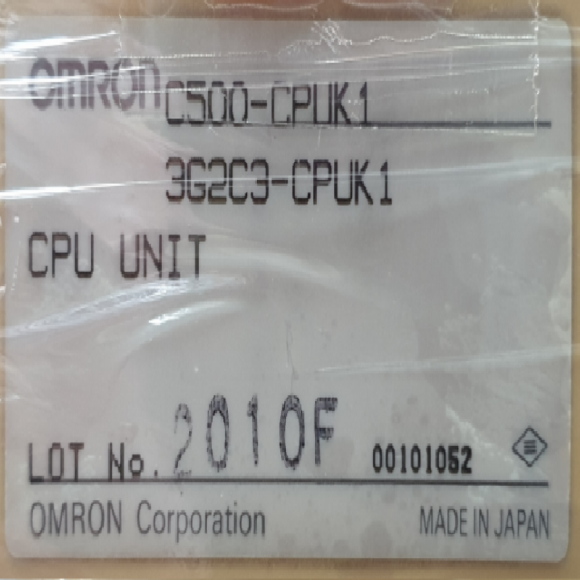 OMRON C500-CPUK1
3G2C3-CPUK1
CPU UNIT
LOT No. 2010F 00101052
OMRON Corporation MADE IN JAPAN